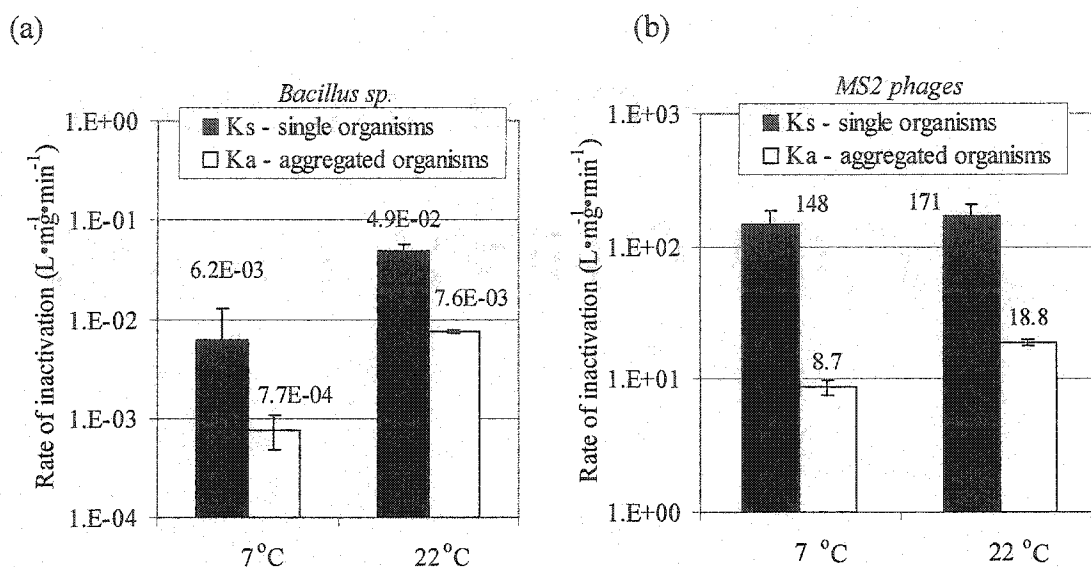 (a)
Bacillus sp.
Ks - single organisms
Ka - aggregated organisms
Rate of inactivation (L•mg⁻¹•min⁻¹)
1.E+00
1.E-01
1.E-02
1.E-03
1.E-04
6.2E-03
7.7E-04
4.9E-02
7.6E-03
7 °C
22 °C
(b)
MS2 phages
Ks - single organisms
Ka - aggregated organisms
Rate of inactivation (L•mg⁻¹•min⁻¹)
1.E+03
1.E+02
1.E+01
1.E+00
148
8.7
171
18.8
7 °C
22 °C